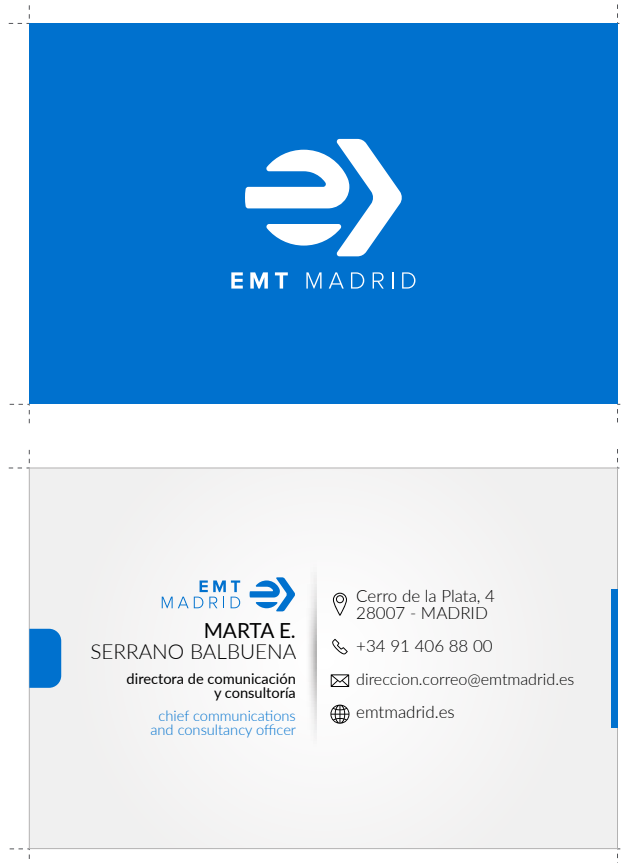 EMT MADRID
EMT
MADRID
MARTA E.
SERRANO BALBUENA
directora de comunicación
y consultoría
chief communications
and consultancy officer
Cerro de la Plata, 4
28007 - MADRID
+34 91 406 88 00
direccion.correo@emtmadrid.es
emtmadrid.es